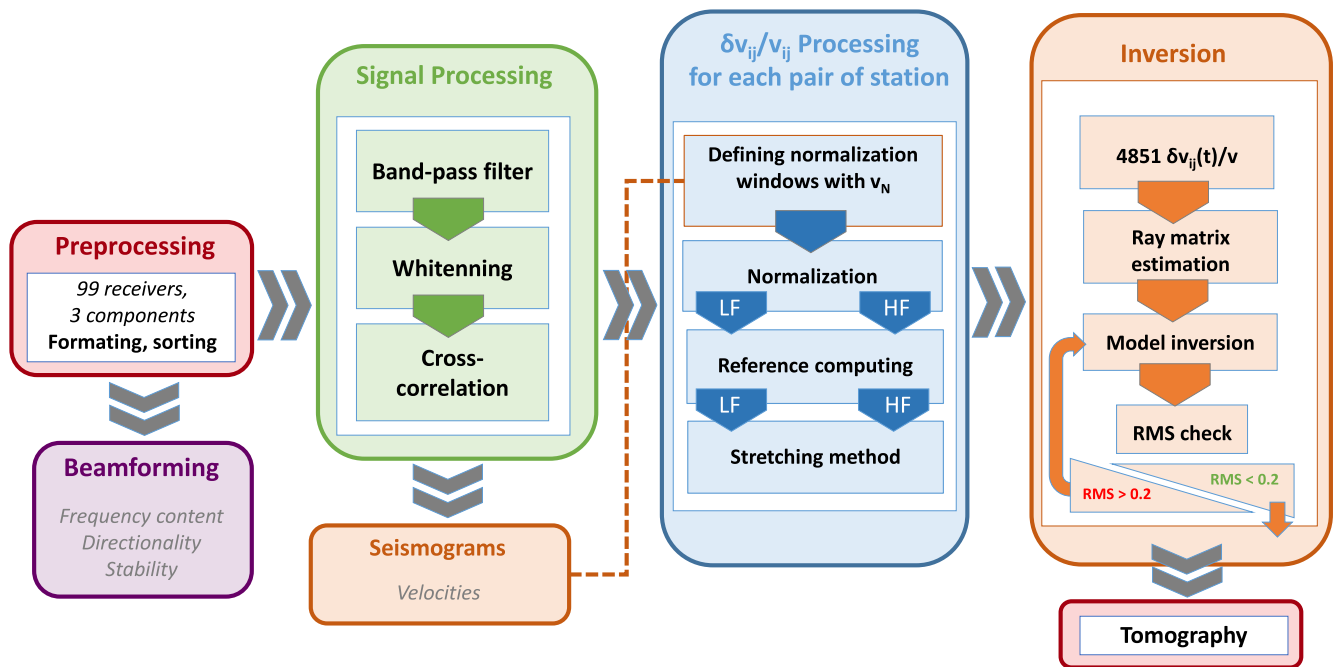 Preprocessing
99 receivers,
3 components
Formating, sorting
Beamforming
Frequency content
Directionality
Stability
Signal Processing
Band-pass filter
Whitenning
Cross-
correlation
Seismograms
Velocities
δvij/vij Processing
for each pair of station
Defining normalization
windows with vN
Normalization
LF HF
Reference computing
LF HF
Stretching method
Inversion
4851 δvij(t)/v
Ray matrix
estimation
Model inversion
RMS check
RMS < 0.2
RMS > 0.2
Tomography